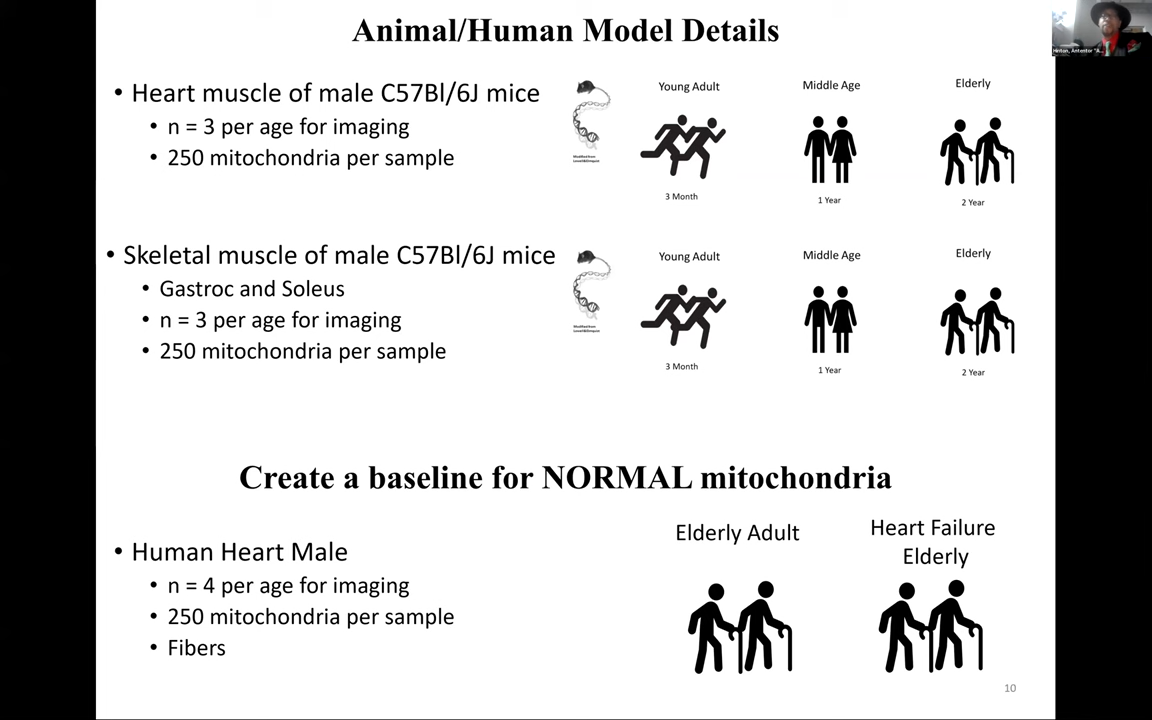 Animal/Human Model Details
• Heart muscle of male C57Bl/6J mice
• n = 3 per age for imaging
• 250 mitochondria per sample
Young Adult
Middle Age
Elderly
3 Month
1 Year
2 Year
• Skeletal muscle of male C57Bl/6J mice
• Gastroc and Soleus
• n = 3 per age for imaging
• 250 mitochondria per sample
Young Adult
Middle Age
Elderly
3 Month
1 Year
2 Year
Create a baseline for NORMAL mitochondria
• Human Heart Male
• n = 4 per age for imaging
• 250 mitochondria per sample
• Fibers
Elderly Adult
Heart Failure
Elderly
10
Hinton, Antentor "A...